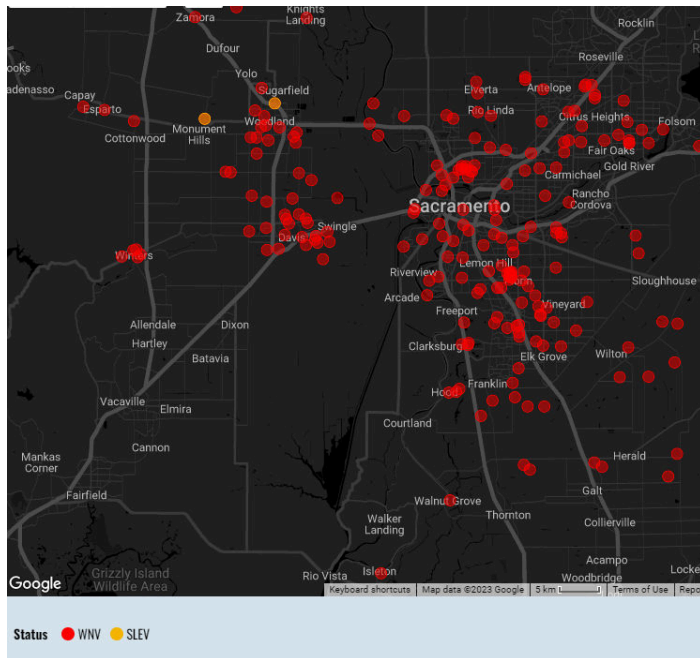 Zamora
Knights
Landing
Rocklin
Dufour
Roseville
Yolo
ooks
Sugarfield
Elverta
Antelope
adenasso
Capay
Esparto
Rio Linda
Woodland
Citrus Heights
Folsom
Monument
Hills
Cottonwood
Fair Oaks
Gold River
Carmichael
Rancho
Cordova
Sacramento
Swingle
Davis
Winters
Lemon Hill
Riverview
Florin
Sloughhouse
Arcade
Freeport
Vineyard
Allendale
Dixon
Hartley
Clarksburg
Batavia
Elk Grove
Wilton
Franklin
Hood
Vacaville
Elmira
Courtland
Cannon
Mankas
Corner
Herald
Fairfield
Galt
Walnut Grove
Walker
Landing
Thornton
Collierville
Isleton
Rio Vista
Acampo
Woodbridge
Locke
Grizzly Island
Wildlife Area
Google
Keyboard shortcuts Map data ©2023 Google 5 km Terms of Use Repo
Status WNV SLEV